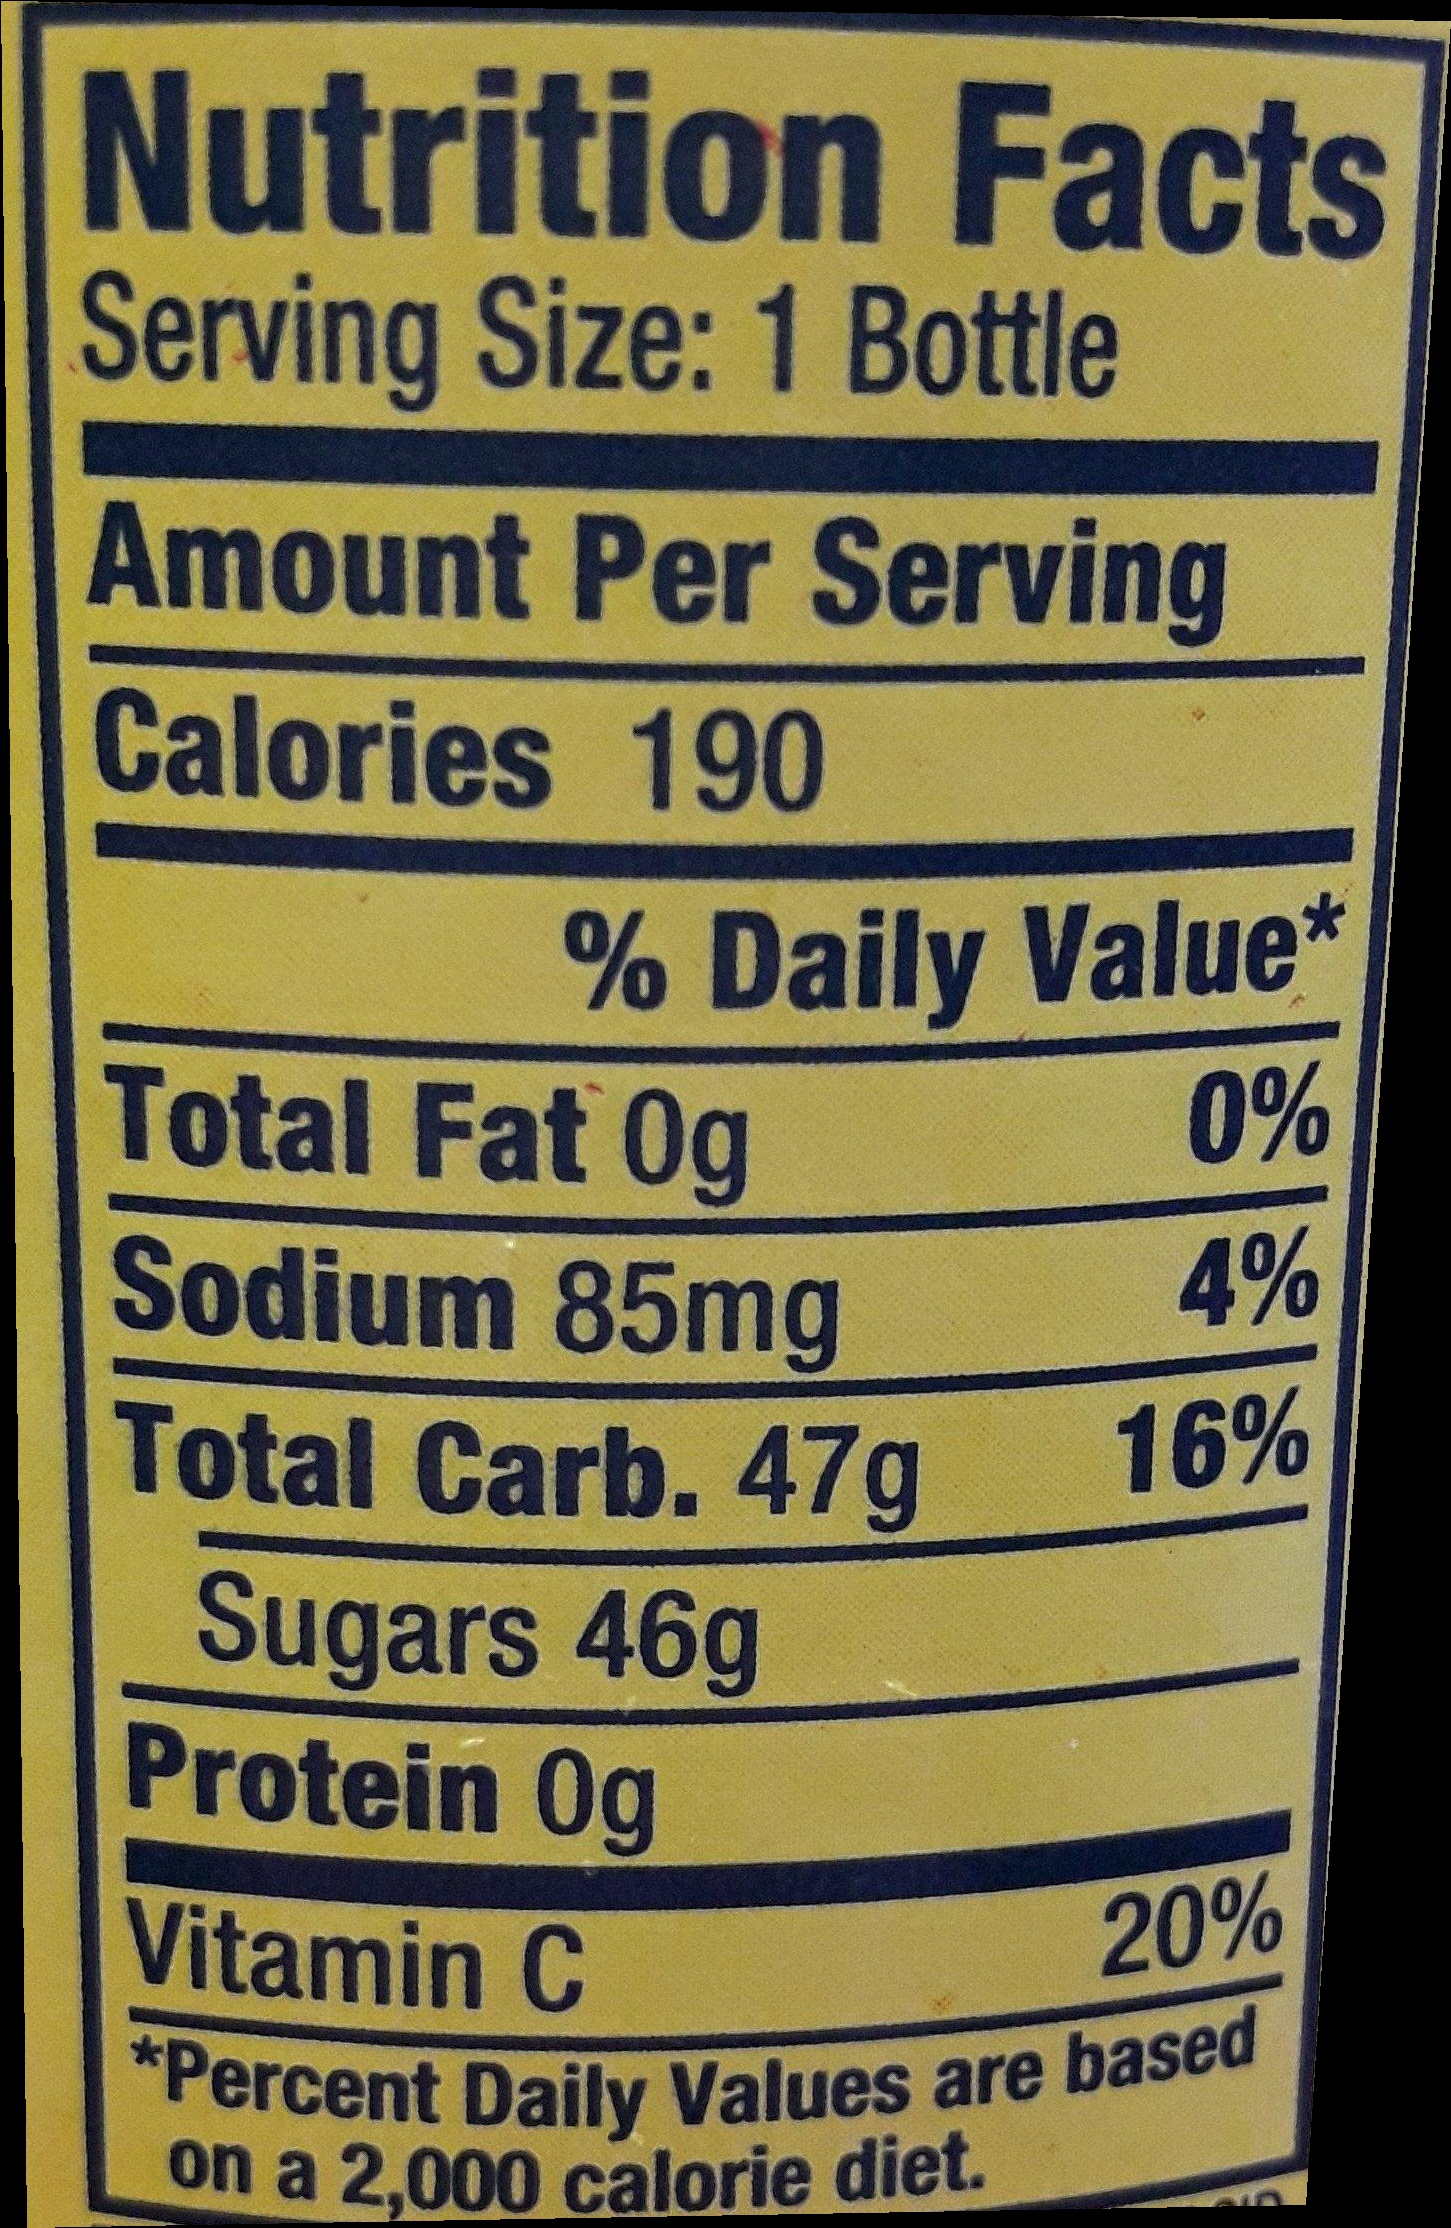 Nutrition Facts
Serving Size: 1 Bottle
Amount Per Serving
Calories 190
% Daily Value*
Total Fat 0g 0%
Sodium 85mg 4%
Total Carb. 47g 16%
Sugars 46g
Protein 0g
Vitamin C 20%
*Percent Daily Values are based
on a 2,000 calorie diet.